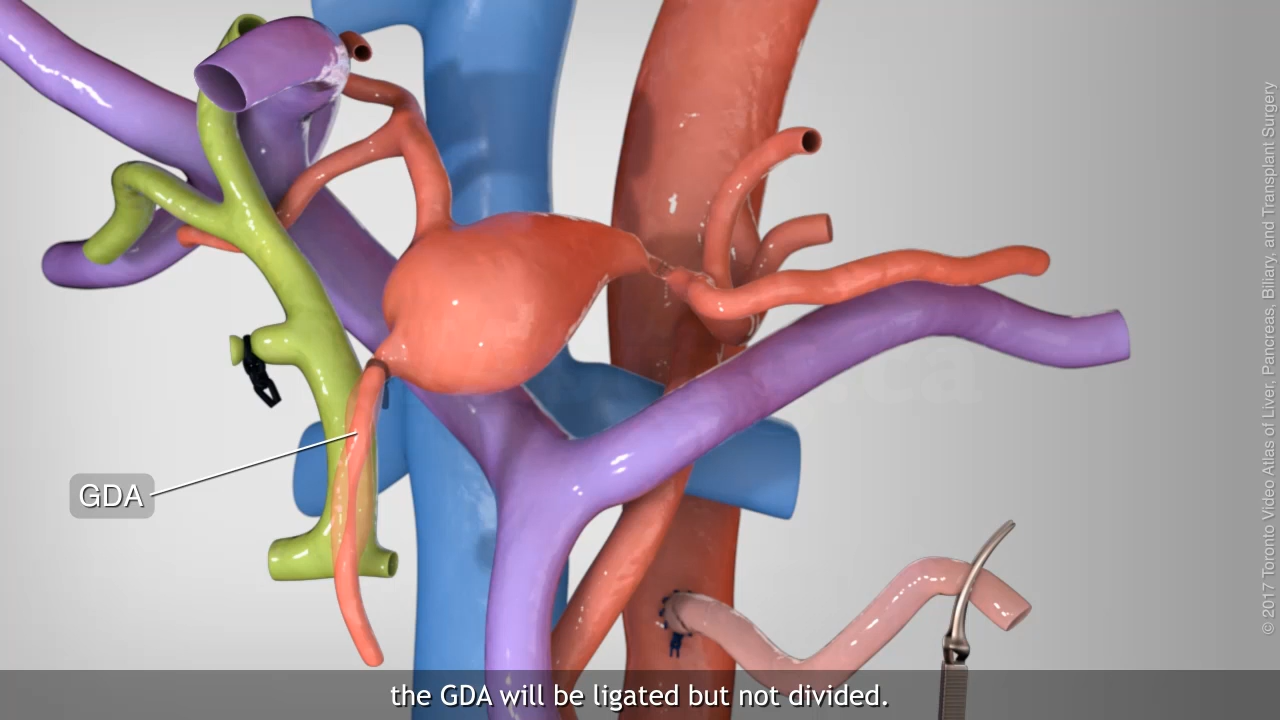 GDA
the GDA will be ligated but not divided.
© 2017 Toronto Video Atlas of Liver, Pancreas, Biliary, and Transplant Surgery